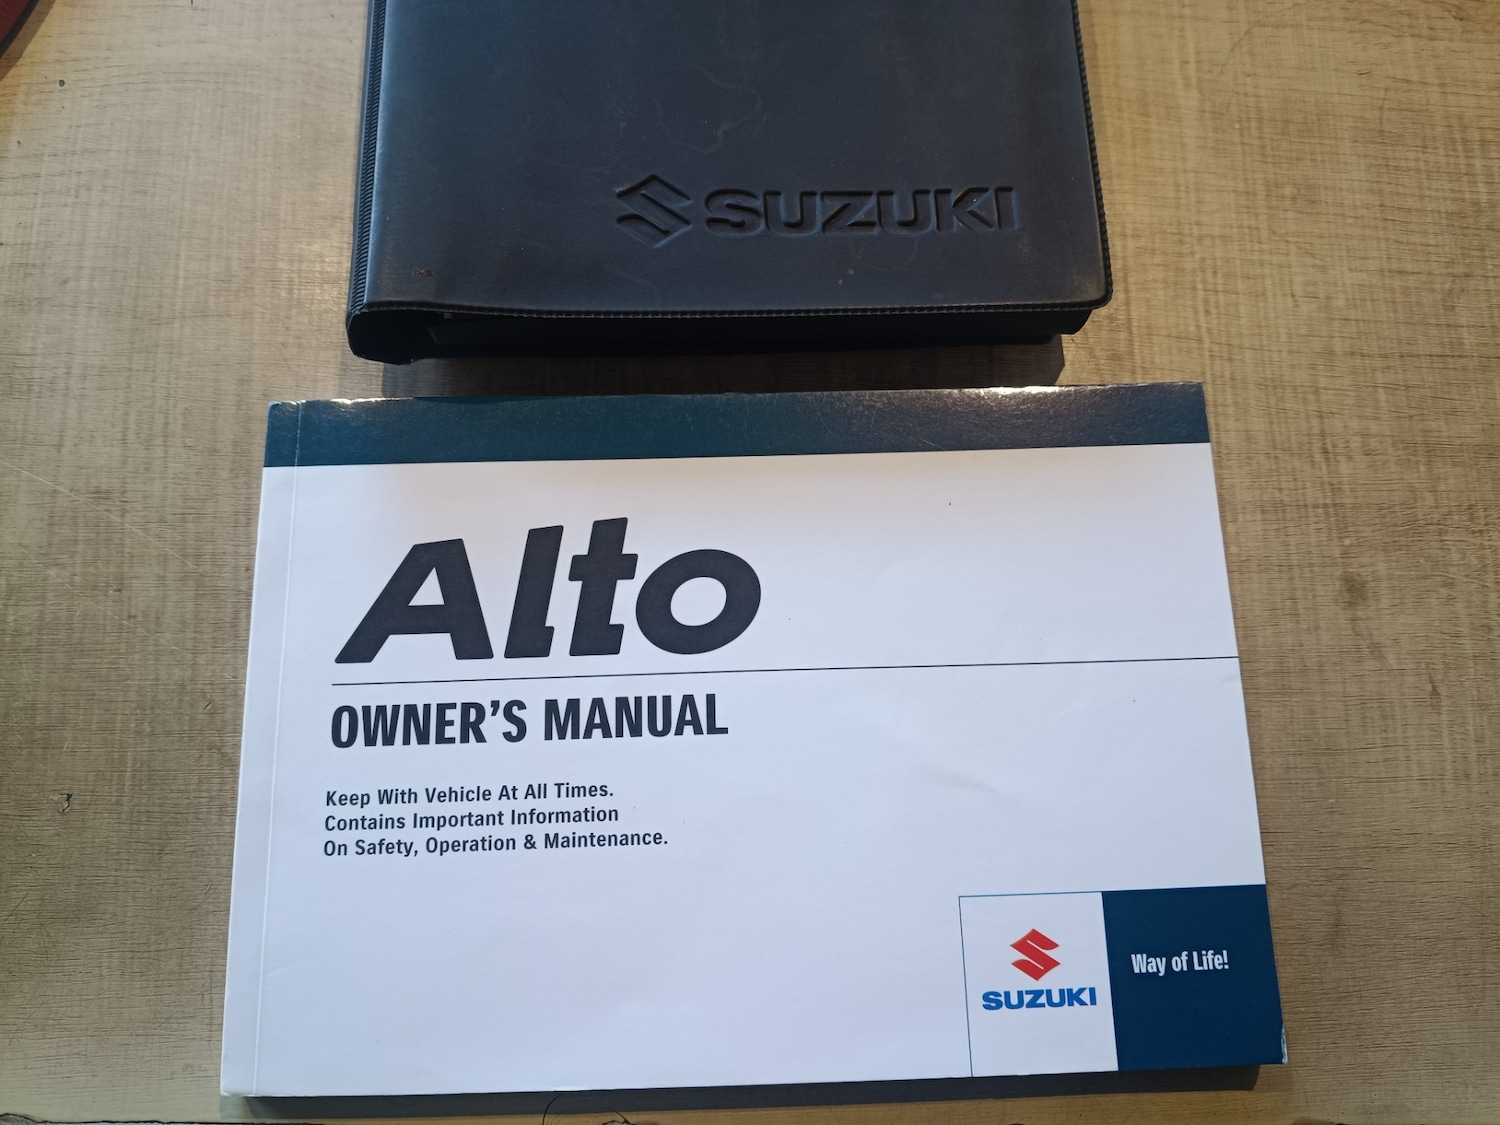 SUZUKI
Alto
OWNER'S MANUAL
Keep With Vehicle At All Times.
Contains Important Information
On Safety, Operation & Maintenance.
SUZUKI
Way of Life!